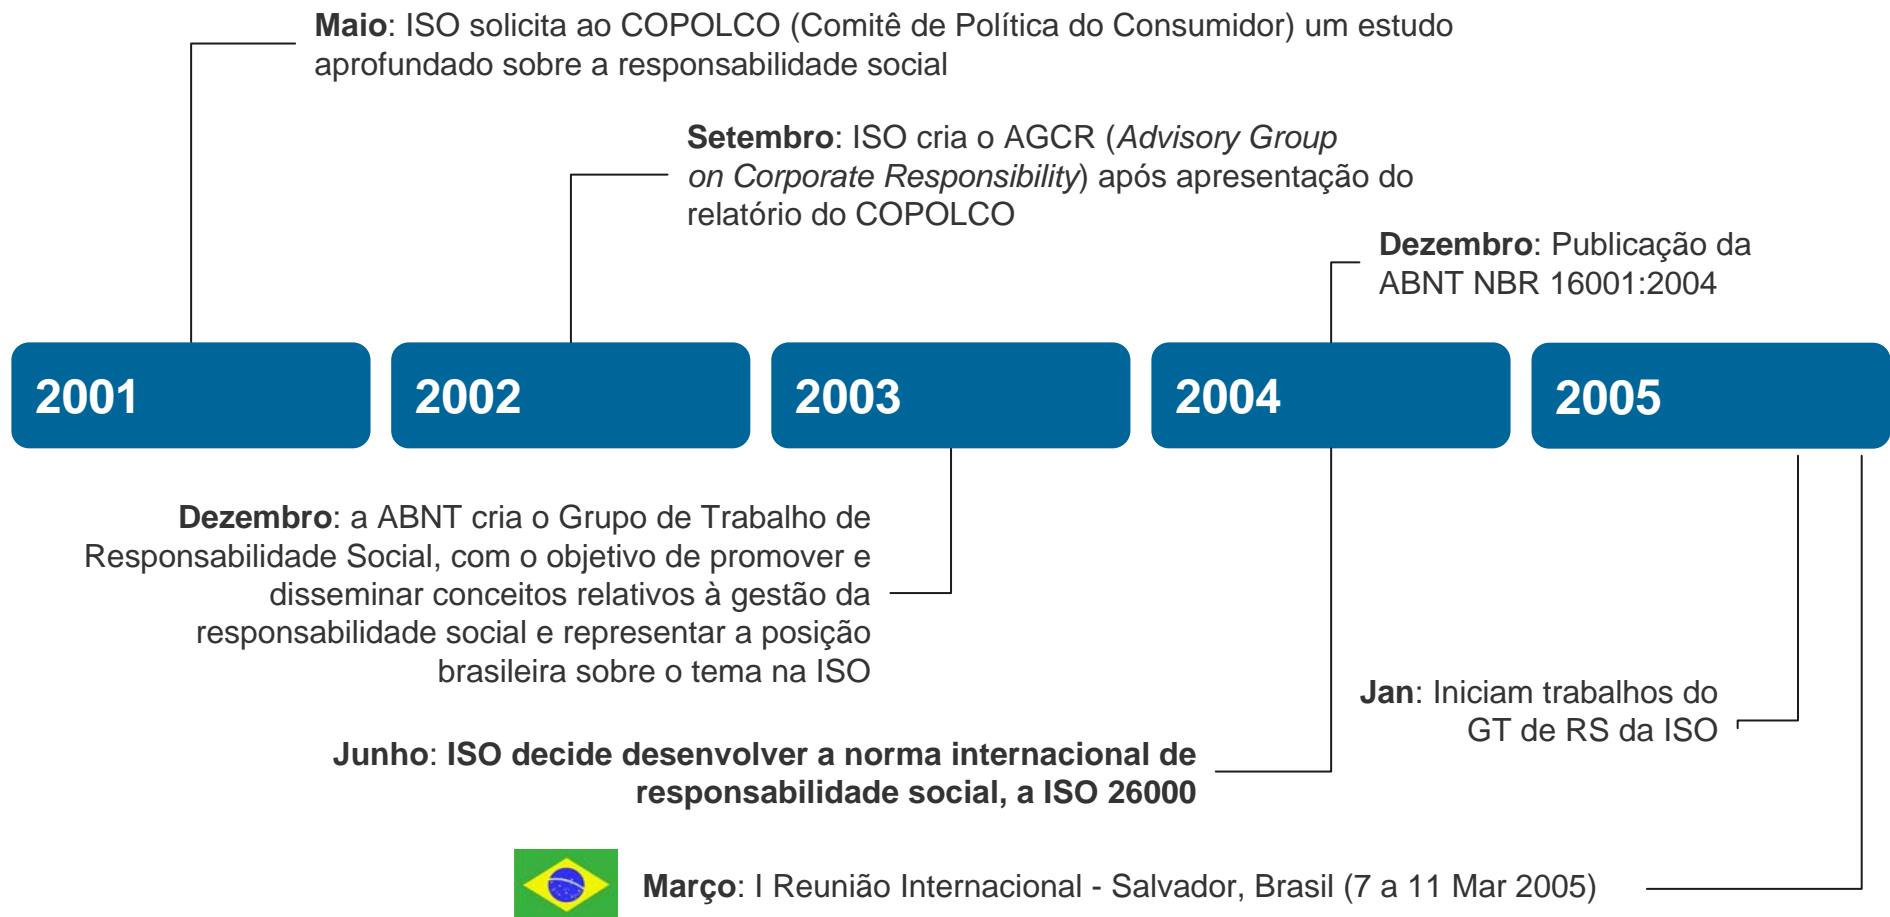 Maio: ISO solicita ao COPOLCO (Comitê de Política do Consumidor) um estudo
aprofundado sobre a responsabilidade social
Setembro: ISO cria o AGCR (Advisory Group
on Corporate Responsibility) após apresentação do
relatório do COPOLCO
Dezembro: Publicação da
ABNT NBR 16001:2004
2001
2002
2003
2004
2005
Dezembro: a ABNT cria o Grupo de Trabalho de
Responsabilidade Social, com o objetivo de promover e
disseminar conceitos relativos à gestão da
responsabilidade social e representar a posição
brasileira sobre o tema na ISO
Jan: Iniciam trabalhos do
GT de RS da ISO
Junho: ISO decide desenvolver a norma internacional de
responsabilidade social, a ISO 26000
Março: I Reunião Internacional - Salvador, Brasil (7 a 11 Mar 2005)